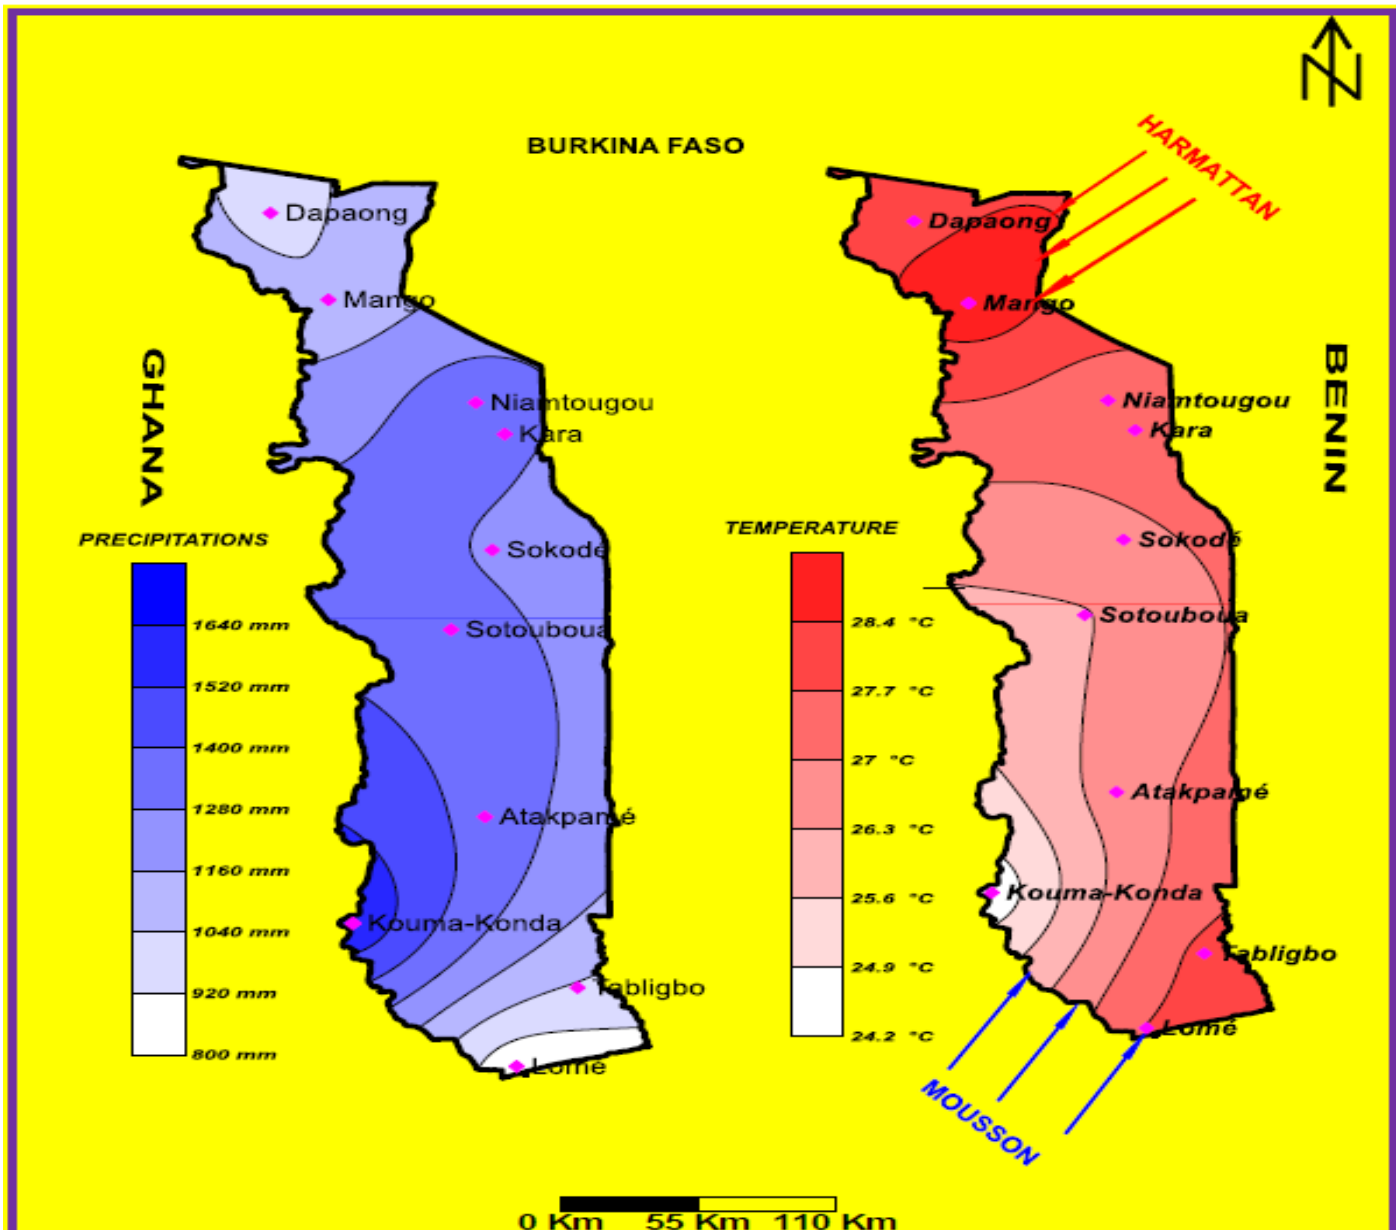 N
BURKINA FASO
HARMATTAN
GHANA
BENIN
Dapaong
Mango
Niamtougou
Kara
Sokodé
Sotouboua
Atakpamé
Kouma-Konda
Tabligbo
Lomé
PRECIPITATIONS
1640 mm
1520 mm
1400 mm
1280 mm
1160 mm
1040 mm
920 mm
800 mm
Dapaong
Mango
Niamtougou
Kara
Sokodé
Sotouboua
Atakpamé
Kouma-Konda
Tabligbo
Lomé
TEMPERATURE
28.4 °C
27.7 °C
27 °C
26.3 °C
25.6 °C
24.9 °C
24.2 °C
MOUSSON
0 Km 55 Km 110 Km